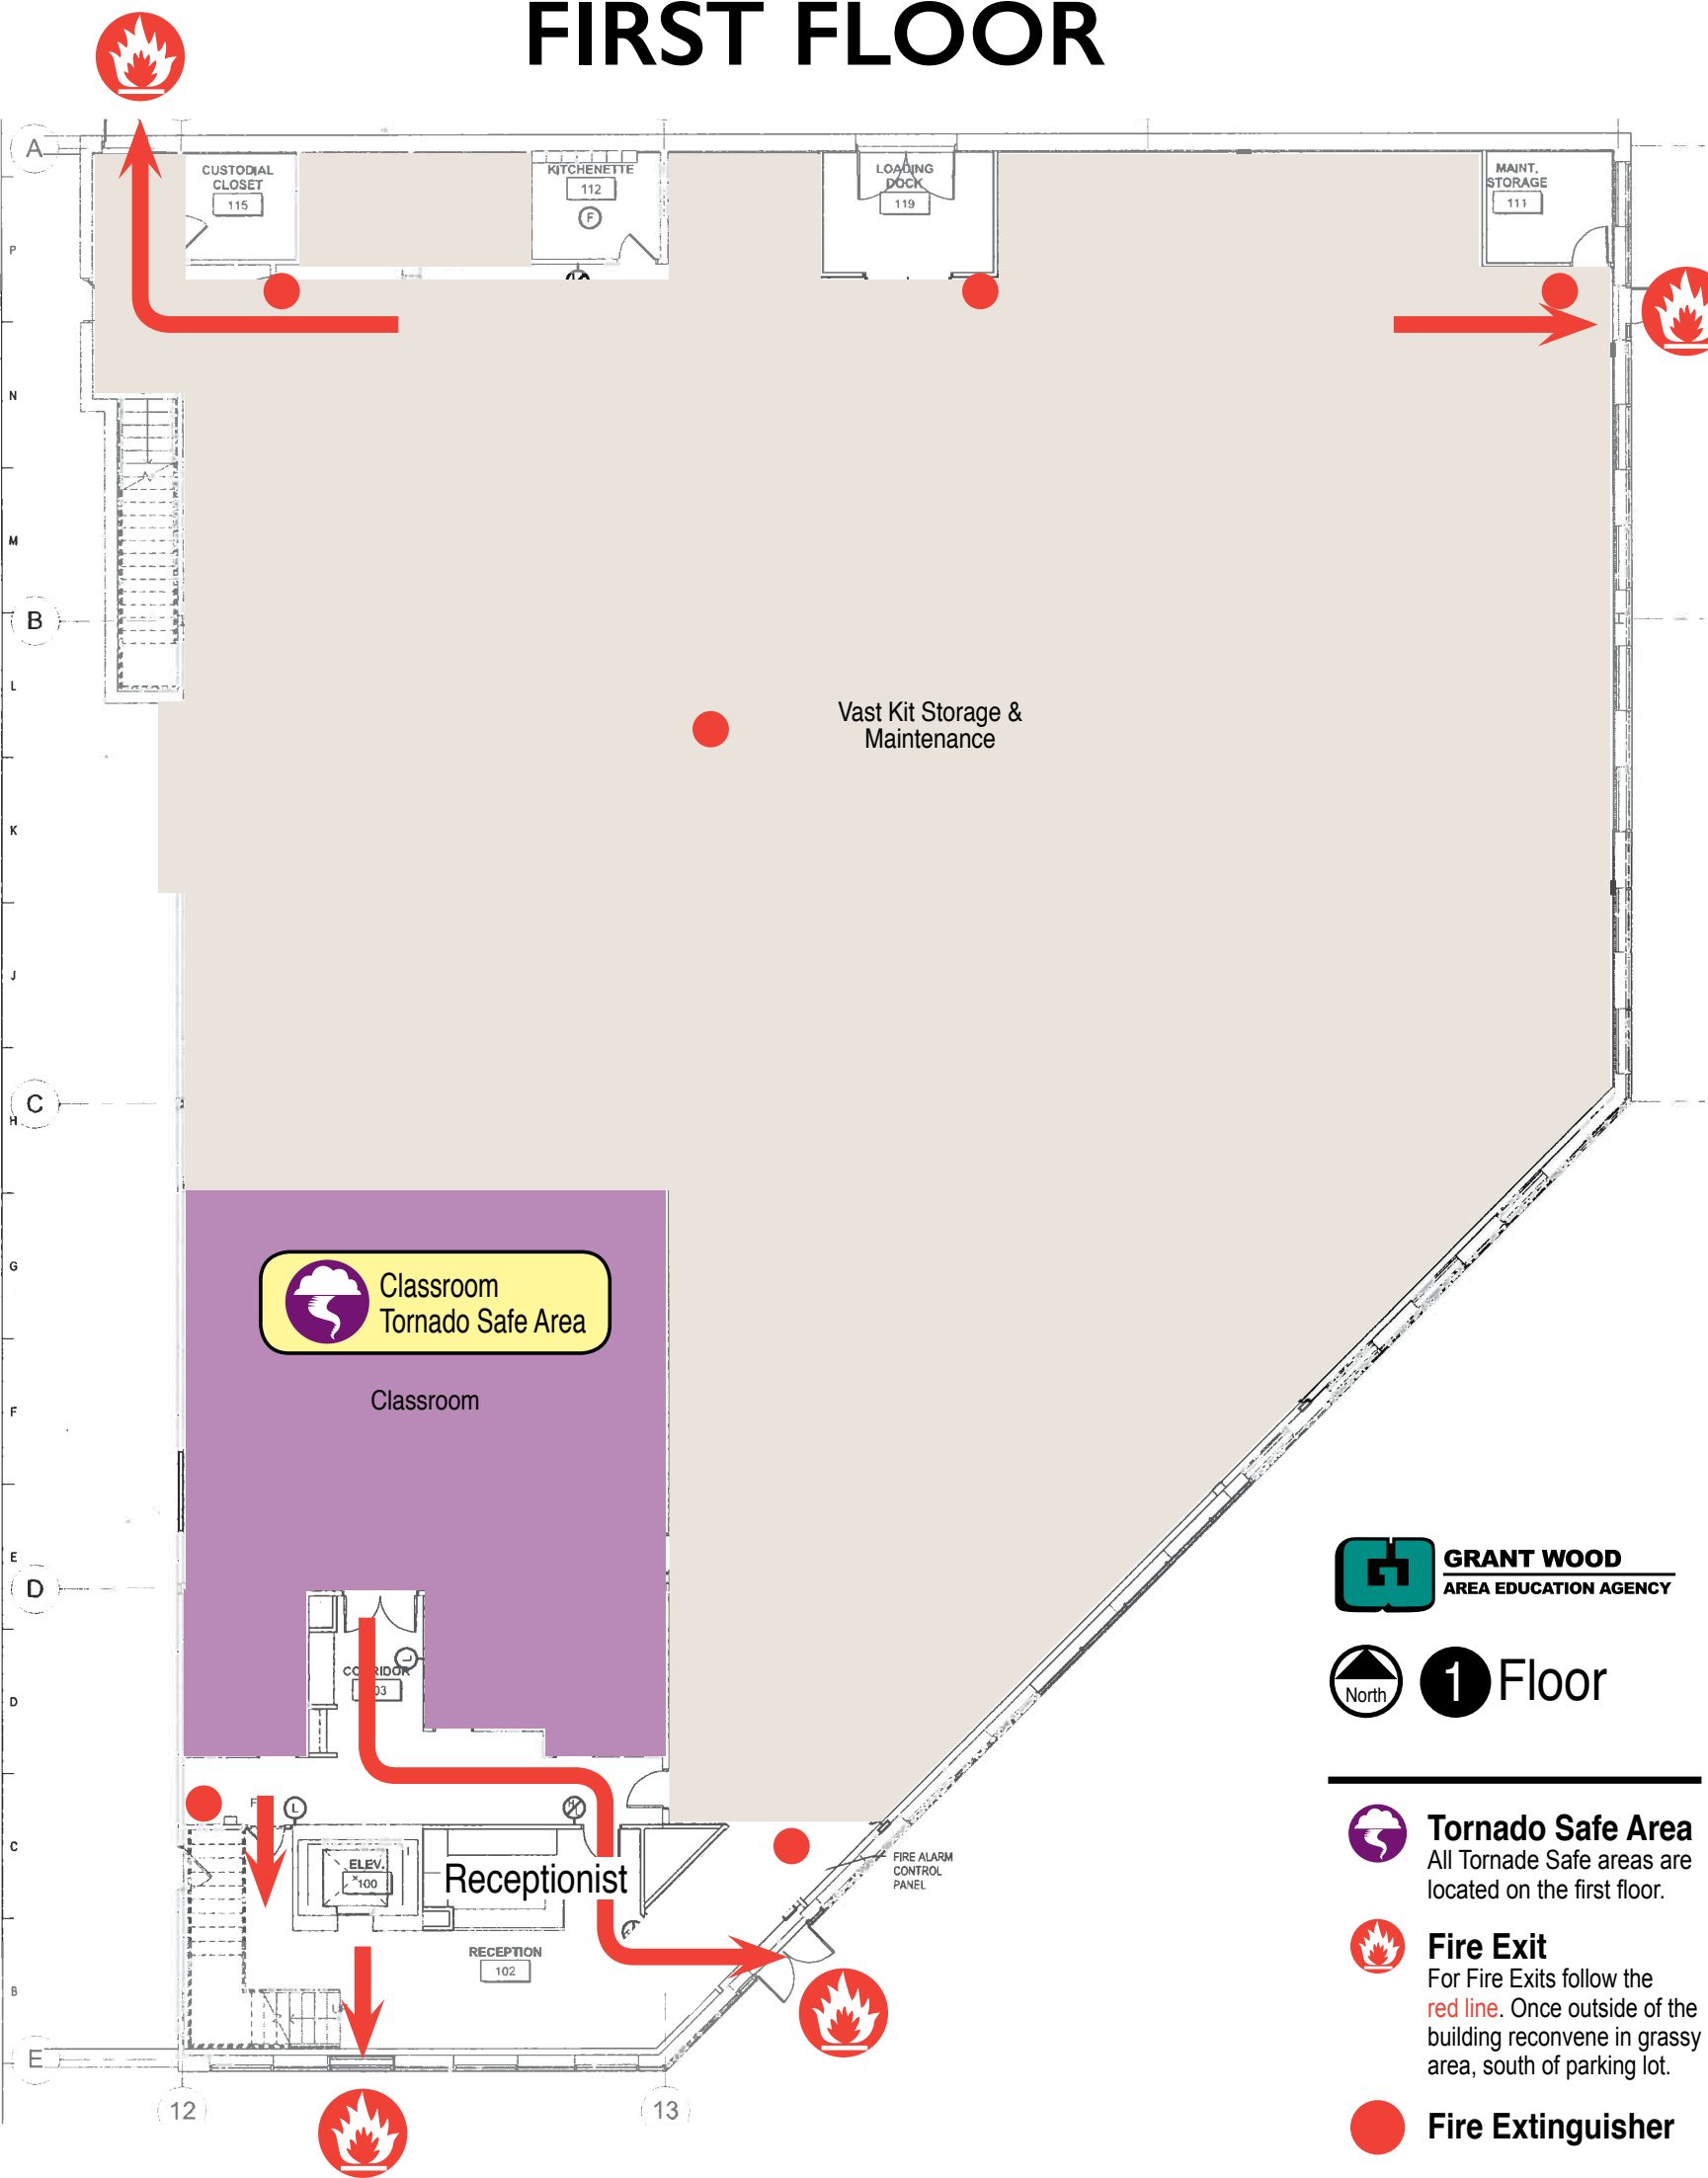 FIRST FLOOR
A
CUSTODIAL
CLOSET
115
KITCHENETTE
112
F
LOADING
DOCK
119
MAINT.
STORAGE
111
P
N
M
B
L
Vast Kit Storage &
Maintenance
K
J
C
H
G
Classroom
Tornado Safe Area
Classroom
F
E
D
GRANT WOOD
AREA EDUCATION AGENCY
North
1 Floor
D
L
C
Receptionist
ELEV.
100
FIRE ALARM
CONTROL
PANEL
RECEPTION
102
B
E
12
13
Tornado Safe Area
All Tornade Safe areas are
located on the first floor.
Fire Exit
For Fire Exits follow the
red line. Once outside of the
building reconvene in grassy
area, south of parking lot.
Fire Extinguisher